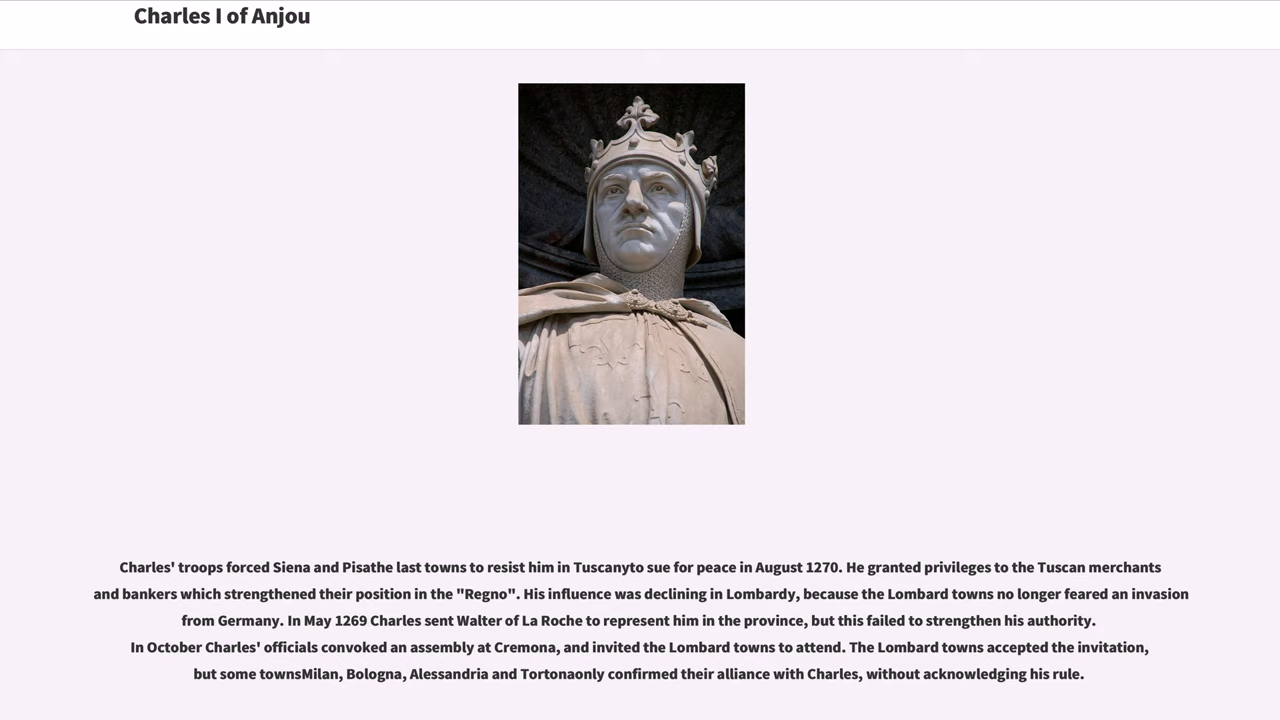 Charles I of Anjou
Charles' troops forced Siena and Pisathe last towns to resist him in Tuscanyto sue for peace in August 1270. He granted privileges to the Tuscan merchants
and bankers which strengthened their position in the "Regno". His influence was declining in Lombardy, because the Lombard towns no longer feared an invasion
from Germany. In May 1269 Charles sent Walter of La Roche to represent him in the province, but this failed to strengthen his authority.
In October Charles' officials convoked an assembly at Cremona, and invited the Lombard towns to attend. The Lombard towns accepted the invitation,
but some townsMilan, Bologna, Alessandria and Tortonaonly confirmed their alliance with Charles, without acknowledging his rule.